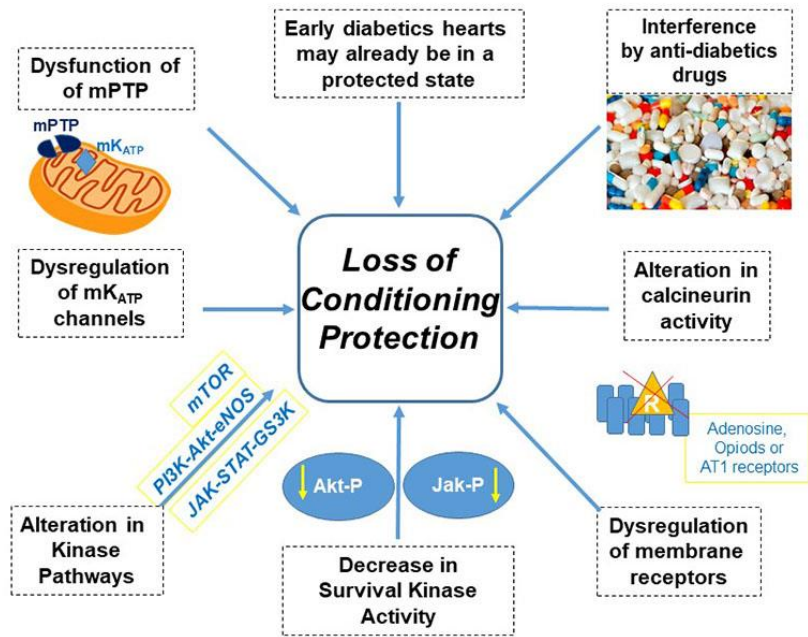 Dysfunction of
of mPTP
mPTP
mK_ATP
Early diabetics hearts
may already be in a
protected state
Interference
by anti-diabetics
drugs
Loss of
Conditioning
Protection
Dysregulation
of mK_ATP
channels
Alteration in
calcineurin
activity
mTOR
PI3K-Akt-eNOS
JAK-STAT-GS3K
R
Adenosine,
Opiods or
AT1 receptors
Akt-P
Jak-P
Alteration in
Kinase
Pathways
Decrease in
Survival Kinase
Activity
Dysregulation
of membrane
receptors